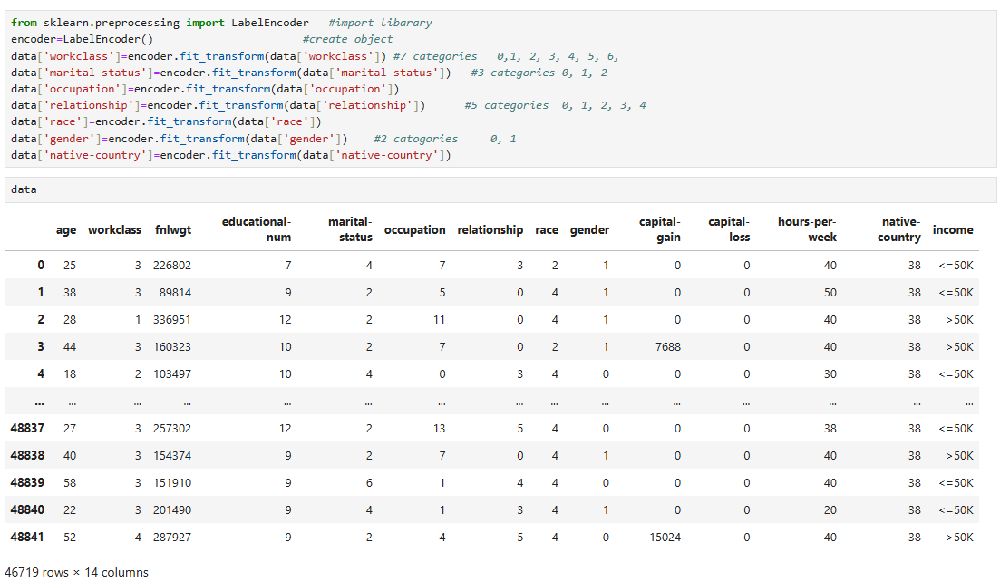 from sklearn.preprocessing import LabelEncoder   #import libarary
encoder=LabelEncoder()                       #create object
data['workclass']=encoder.fit_transform(data['workclass']) #7 categories   0,1, 2, 3, 4, 5, 6,
data['marital-status']=encoder.fit_transform(data['marital-status'])   #3 categories 0, 1, 2
data['occupation']=encoder.fit_transform(data['occupation'])
data['relationship']=encoder.fit_transform(data['relationship'])      #5 categories  0, 1, 2, 3, 4
data['race']=encoder.fit_transform(data['race'])
data['gender']=encoder.fit_transform(data['gender'])    #2 catogories     0, 1
data['native-country']=encoder.fit_transform(data['native-country'])
data
age workclass fnlwgt educational-num marital-status occupation relationship race gender capital-gain capital-loss hours-per-week native-country income
0 25 3 226802 7 4 7 3 2 1 0 0 40 38 <=50K
1 38 3 89814 9 2 5 0 4 1 0 0 50 38 <=50K
2 28 1 336951 12 2 11 0 4 1 0 0 40 38 >50K
3 44 3 160323 10 2 7 0 2 1 7688 0 40 38 >50K
4 18 2 103497 10 4 0 3 4 0 0 0 30 38 <=50K
... ... ... ... ... ... ... ... ... ... ... ... ... ... ...
48837 27 3 257302 12 2 13 5 4 0 0 0 38 38 <=50K
48838 40 3 154374 9 2 7 0 4 1 0 0 40 38 >50K
48839 58 3 151910 9 6 1 4 4 0 0 0 40 38 <=50K
48840 22 3 201490 9 4 1 3 4 1 0 0 20 38 <=50K
48841 52 4 287927 9 2 4 5 4 0 15024 0 40 38 >50K
46719 rows × 14 columns